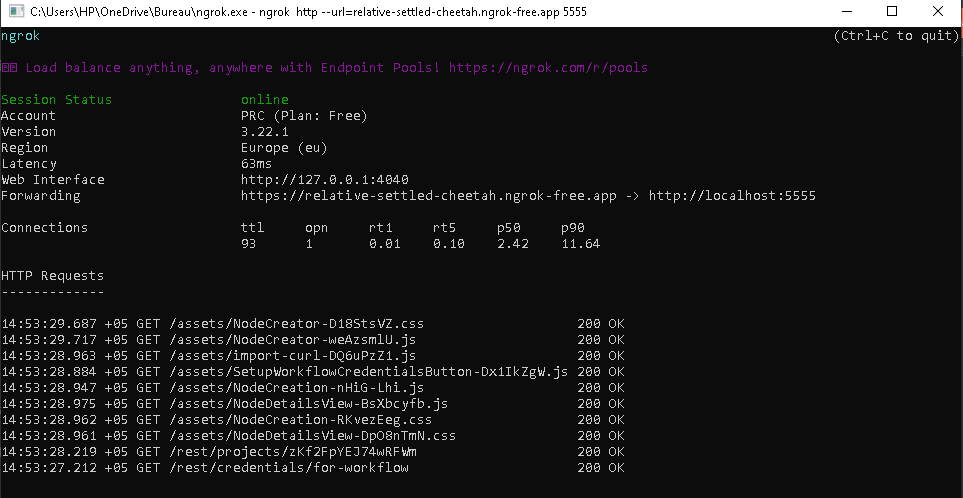 C:\Users\HP\OneDrive\Bureau\ngrok.exe - ngrok http --url=relative-settled-cheetah.ngrok-free.app 5555
ngrok (Ctrl+C to quit)
Load balance anything, anywhere with Endpoint Pools! https://ngrok.com/r/pools
Session Status online
Account PRC (Plan: Free)
Version 3.22.1
Region Europe (eu)
Latency 63ms
Web Interface http://127.0.0.1:4040
Forwarding https://relative-settled-cheetah.ngrok-free.app -> http://localhost:5555
Connections ttl opn rt1 rt5 p50 p90
93 1 0.01 0.10 2.42 11.64
HTTP Requests
-------------
14:53:29.687 +05 GET /assets/NodeCreator-D18StsVZ.css 200 OK
14:53:29.717 +05 GET /assets/NodeCreator-weAzsmlU.js 200 OK
14:53:28.963 +05 GET /assets/import-curl-DQ6uPzZ1.js 200 OK
14:53:28.884 +05 GET /assets/SetupWorkflowCredentialsButton-Dx1IkZgW.js 200 OK
14:53:28.947 +05 GET /assets/NodeCreation-nHiG-Lhi.js 200 OK
14:53:28.975 +05 GET /assets/NodeDetailsView-BsXbcyfb.js 200 OK
14:53:28.962 +05 GET /assets/NodeCreation-RKvezEeg.css 200 OK
14:53:28.961 +05 GET /assets/NodeDetailsView-DpO8nTmN.css 200 OK
14:53:28.219 +05 GET /rest/projects/zKf2FpYEJ74wRFWm 200 OK
14:53:27.212 +05 GET /rest/credentials/for-workflow 200 OK